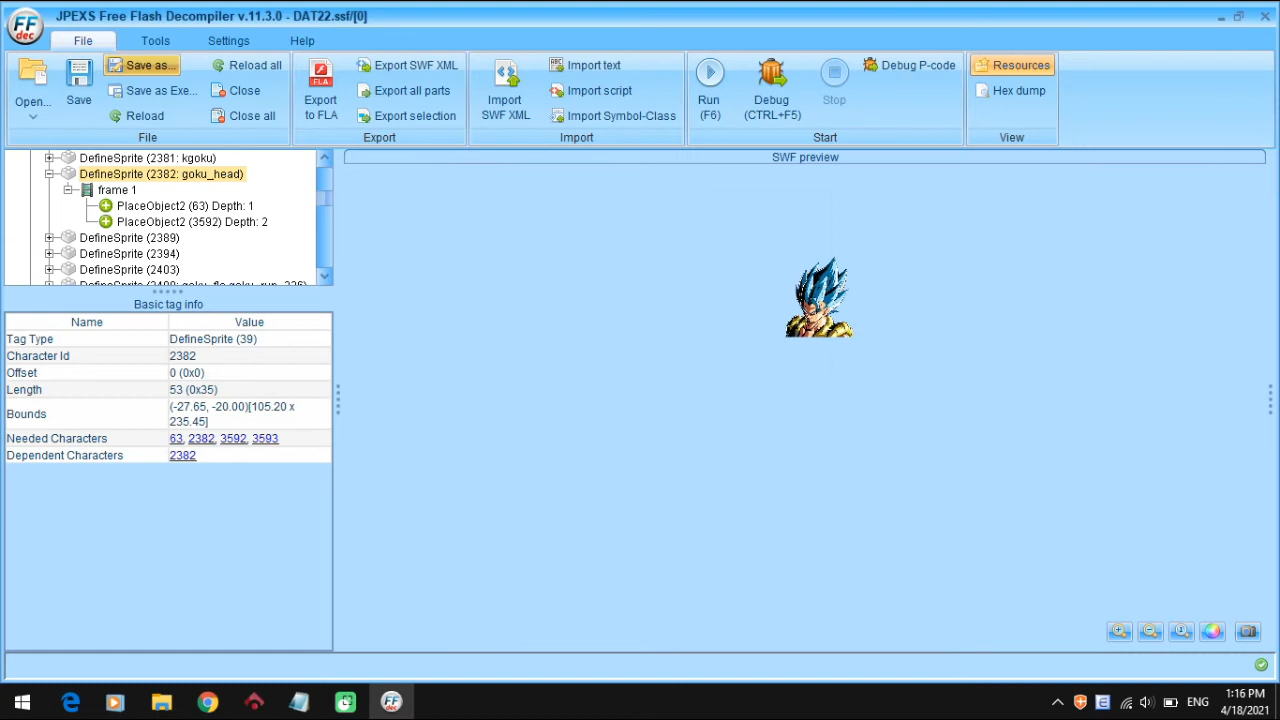 JPEXS Free Flash Decompiler v.11.3.0 - DAT22.ssf/[0]
FF dec
File Tools Settings Help
Open... Save Save as... Save as Exe... Reload Reload all Close Close all
File
Export to FLA Export SWF XML Export all parts Export selection
Export
Import SWF XML Import text Import script Import Symbol-Class
Import
Run (F6) Debug (CTRL+F5) Stop Debug P-code
Start
Resources Hex dump
View
DefineSprite (2381: kgoku)
DefineSprite (2382: goku_head)
frame 1
PlaceObject2 (63) Depth: 1
PlaceObject2 (3592) Depth: 2
DefineSprite (2389)
DefineSprite (2394)
DefineSprite (2403)
SWF preview
Basic tag info
Name Value
Tag Type DefineSprite (39)
Character Id 2382
Offset 0 (0x0)
Length 53 (0x35)
Bounds (-27.65, -20.00)[105.20 x
235.45]
Needed Characters 63, 2382, 3592, 3593
Dependent Characters 2382
ENG
1:16 PM
4/18/2021